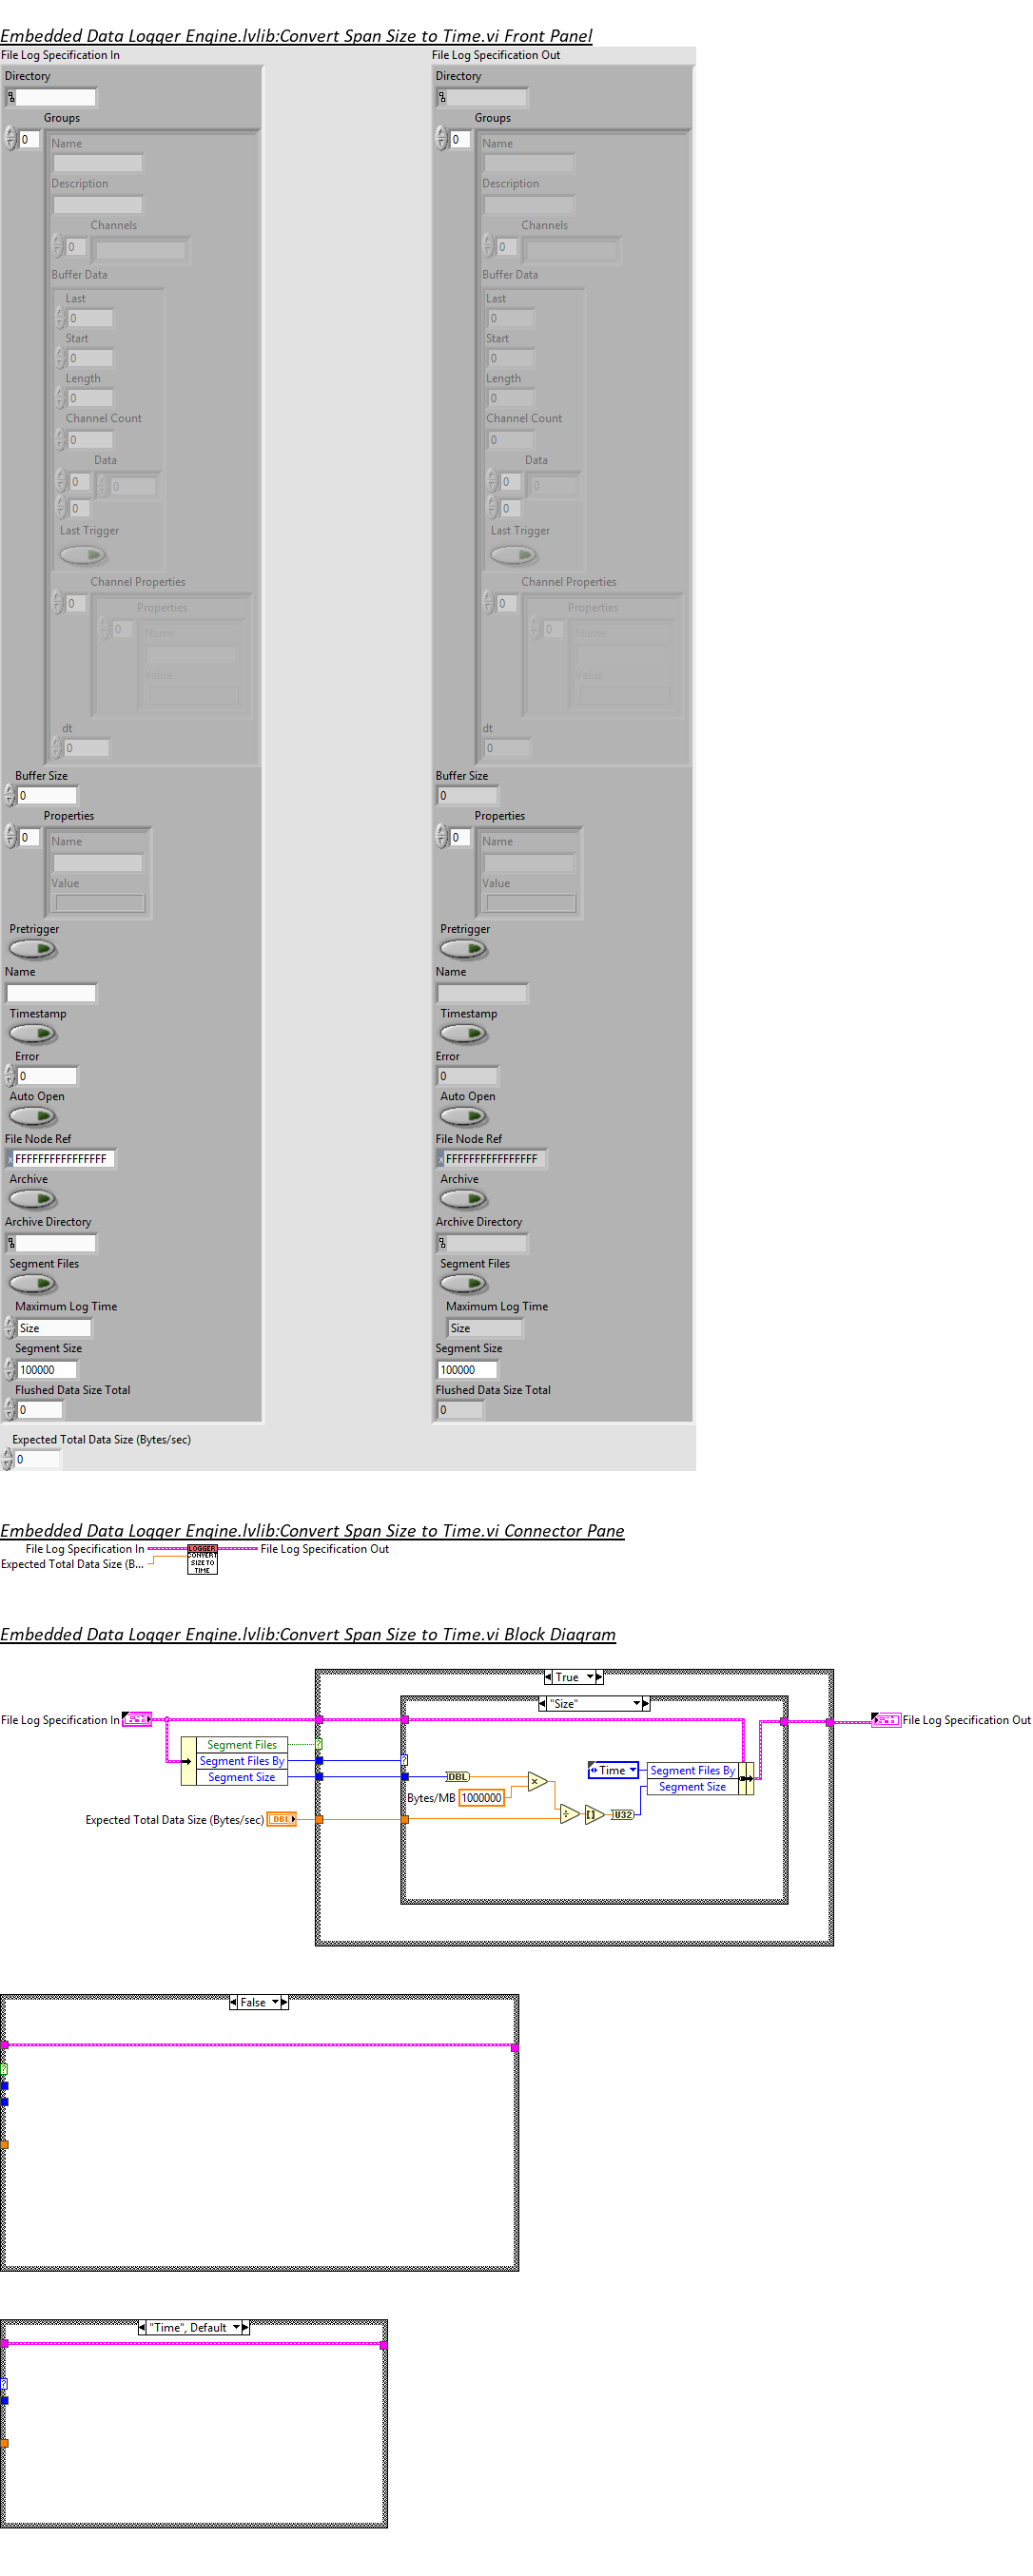 Embedded Data Logger Engine.lvlib:Convert Span Size to Time.vi Front Panel
File Log Specification In
Directory
Groups
0
Name
Description
Channels
0
Buffer Data
Last
0
Start
0
Length
0
Channel Count
0
Data
0
0
0
Last Trigger
Channel Properties
0
Properties
0
Name
Value
dt
0
Buffer Size
0
Properties
0
Name
Value
Pretrigger
Name
Timestamp
Error
0
Auto Open
File Node Ref
x FFFFFFFFFFFFFFFF
Archive
Archive Directory
Segment Files
Maximum Log Time
Size
Segment Size
100000
Flushed Data Size Total
0
Expected Total Data Size (Bytes/sec)
0
File Log Specification Out
Directory
Groups
0
Name
Description
Channels
0
Buffer Data
Last
0
Start
0
Length
0
Channel Count
0
Data
0
0
0
Last Trigger
Channel Properties
0
Properties
0
Name
Value
dt
0
Buffer Size
0
Properties
0
Name
Value
Pretrigger
Name
Timestamp
Error
0
Auto Open
File Node Ref
x FFFFFFFFFFFFFFFF
Archive
Archive Directory
Segment Files
Maximum Log Time
Size
Segment Size
100000
Flushed Data Size Total
0
Embedded Data Logger Engine.lvlib:Convert Span Size to Time.vi Connector Pane
File Log Specification In
Expected Total Data Size (B...
LOGGER
CONVERT
SIZE TO
TIME
File Log Specification Out
Embedded Data Logger Engine.lvlib:Convert Span Size to Time.vi Block Diagram
True
"Size"
File Log Specification In
File Log Specification Out
Segment Files
Segment Files By
Segment Size
?
?
DBL
Bytes/MB 1000000
Time
Segment Files By
Segment Size
U32
Expected Total Data Size (Bytes/sec) DBL
False
?
"Time", Default
?